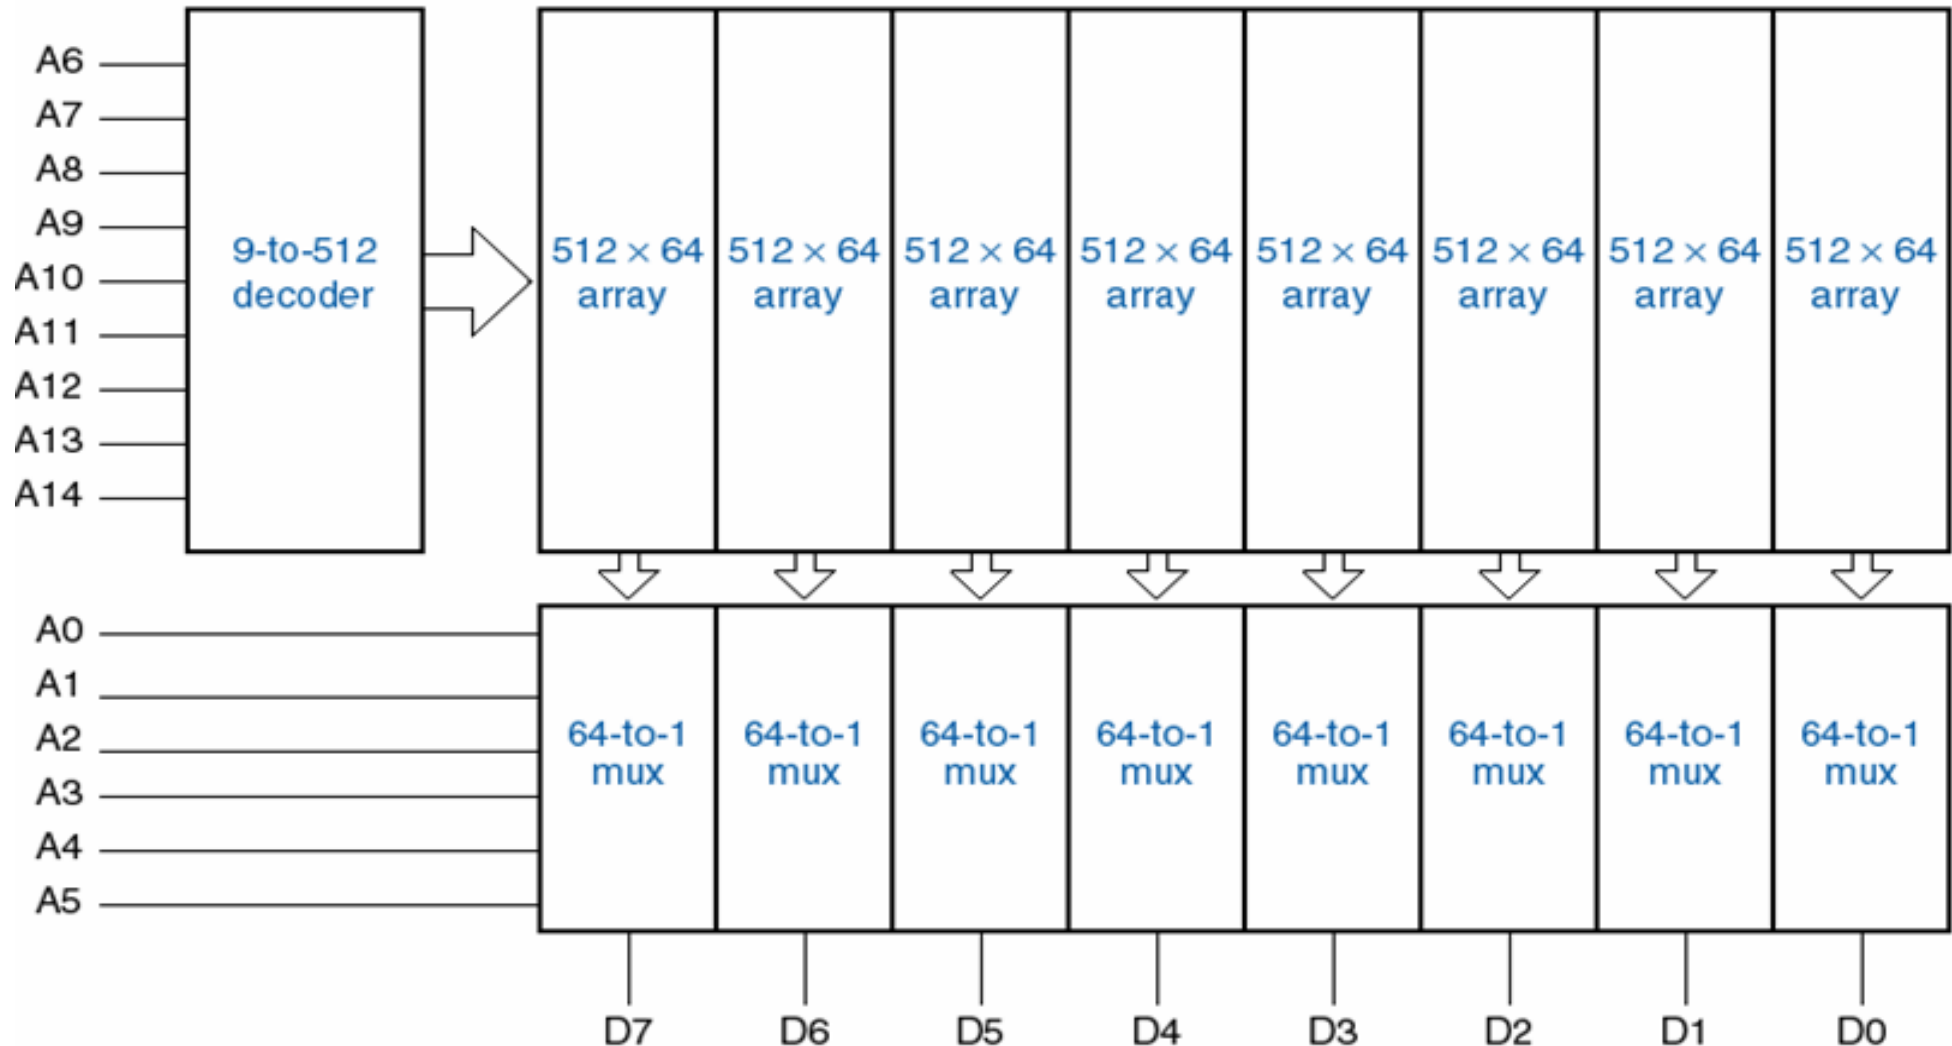 A6
A7
A8
A9
A10
A11
A12
A13
A14
9-to-512
decoder
512 × 64 512 × 64 512 × 64 512 × 64 512 × 64 512 × 64 512 × 64 512 × 64
array array array array array array array array
A0
A1
A2
A3
A4
A5
64-to-1 64-to-1 64-to-1 64-to-1 64-to-1 64-to-1 64-to-1 64-to-1
mux mux mux mux mux mux mux mux
D7 D6 D5 D4 D3 D2 D1 D0